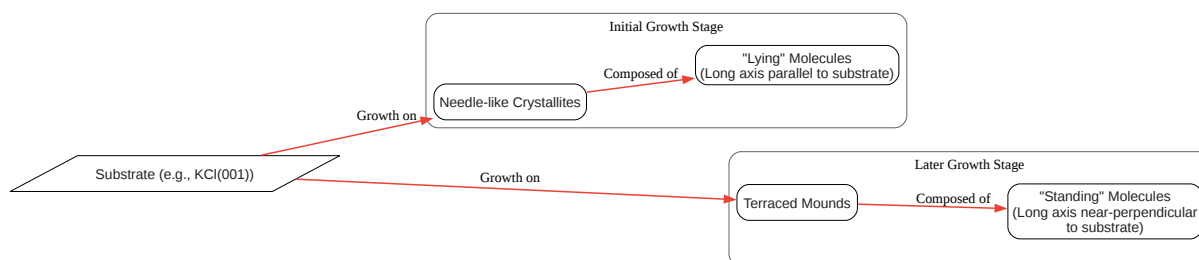 Initial Growth Stage
"Lying" Molecules
(Long axis parallel to substrate)
Composed of
Needle-like Crystallites
Growth on
Substrate (e.g., KCl(001))
Growth on
Later Growth Stage
Terraced Mounds
Composed of
"Standing" Molecules
(Long axis near-perpendicular
to substrate)